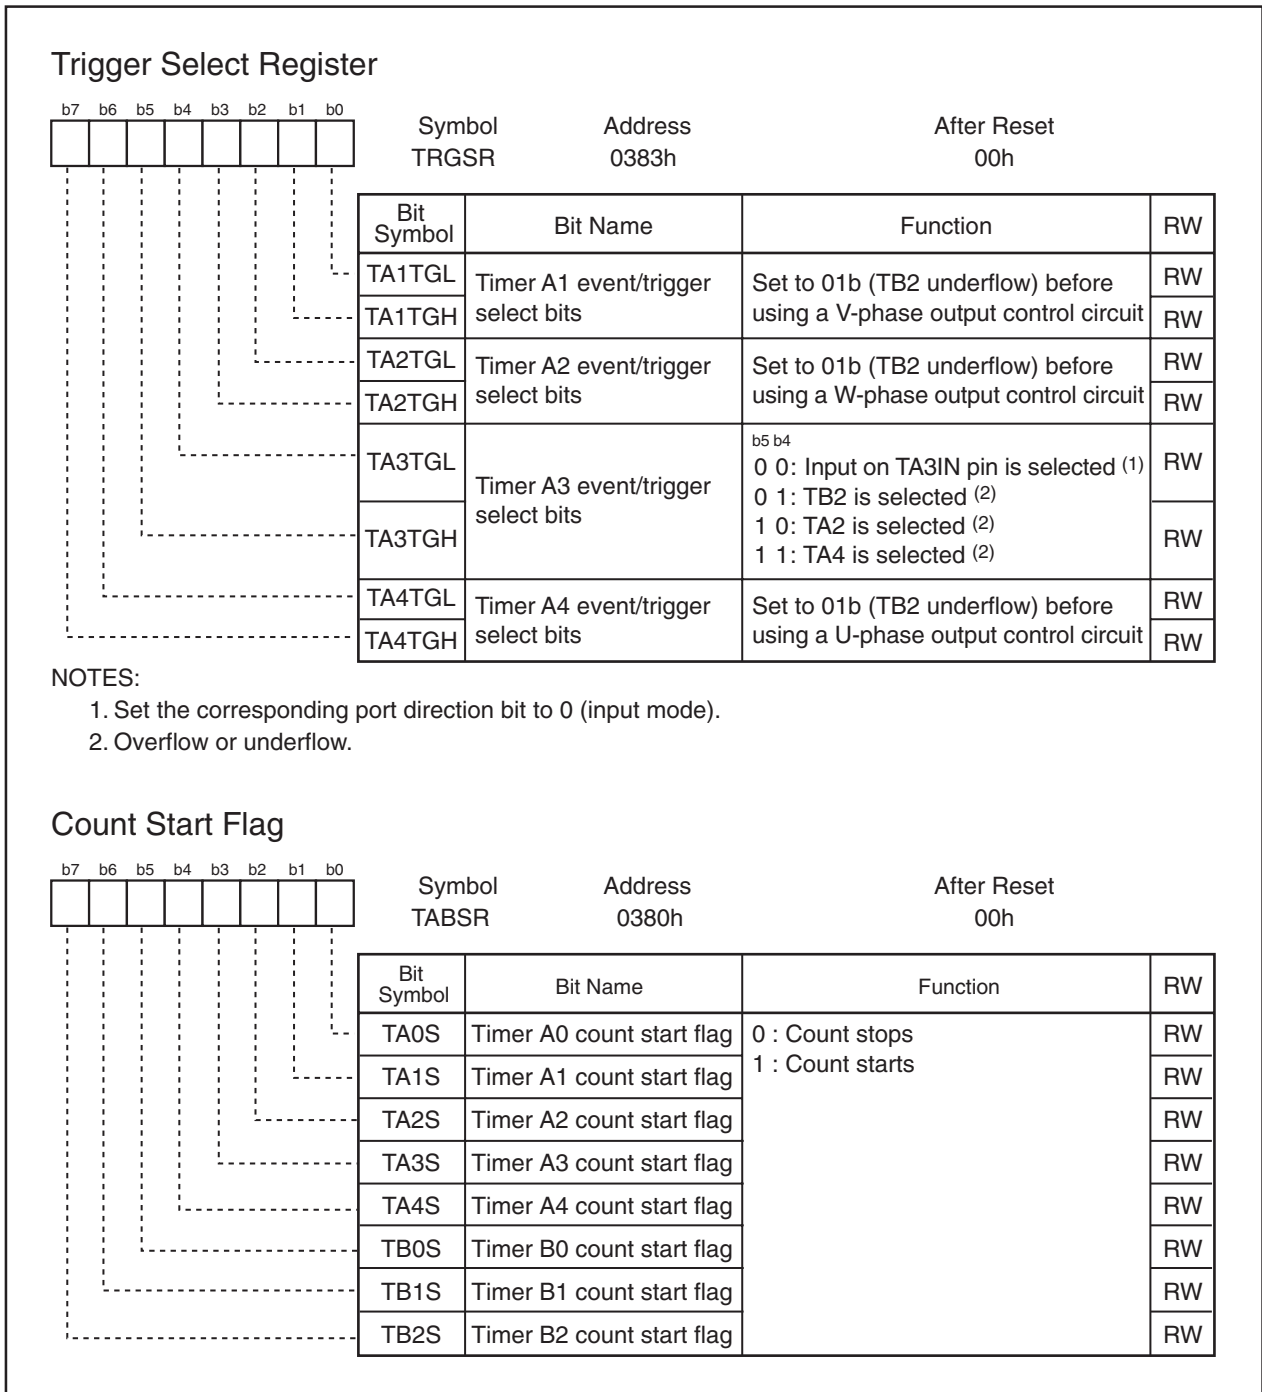 Trigger Select Register
b7 b6 b5 b4 b3 b2 b1 b0
Symbol Address After Reset
TRGSR 0383h 00h
Bit Symbol Bit Name Function RW
TA1TGL Timer A1 event/trigger select bits Set to 01b (TB2 underflow) before using a V-phase output control circuit RW
TA1TGH RW
TA2TGL Timer A2 event/trigger select bits Set to 01b (TB2 underflow) before using a W-phase output control circuit RW
TA2TGH RW
TA3TGL Timer A3 event/trigger select bits RW
b5 b4
0 0: Input on TA3IN pin is selected (1)
0 1: TB2 is selected (2)
1 0: TA2 is selected (2)
1 1: TA4 is selected (2)
TA3TGH RW
TA4TGL Timer A4 event/trigger select bits Set to 01b (TB2 underflow) before using a U-phase output control circuit RW
TA4TGH RW
NOTES:
1. Set the corresponding port direction bit to 0 (input mode).
2. Overflow or underflow.
Count Start Flag
b7 b6 b5 b4 b3 b2 b1 b0
Symbol Address After Reset
TABSR 0380h 00h
Bit Symbol Bit Name Function RW
TA0S Timer A0 count start flag 0 : Count stops RW
1 : Count starts
TA1S Timer A1 count start flag RW
TA2S Timer A2 count start flag RW
TA3S Timer A3 count start flag RW
TA4S Timer A4 count start flag RW
TB0S Timer B0 count start flag RW
TB1S Timer B1 count start flag RW
TB2S Timer B2 count start flag RW